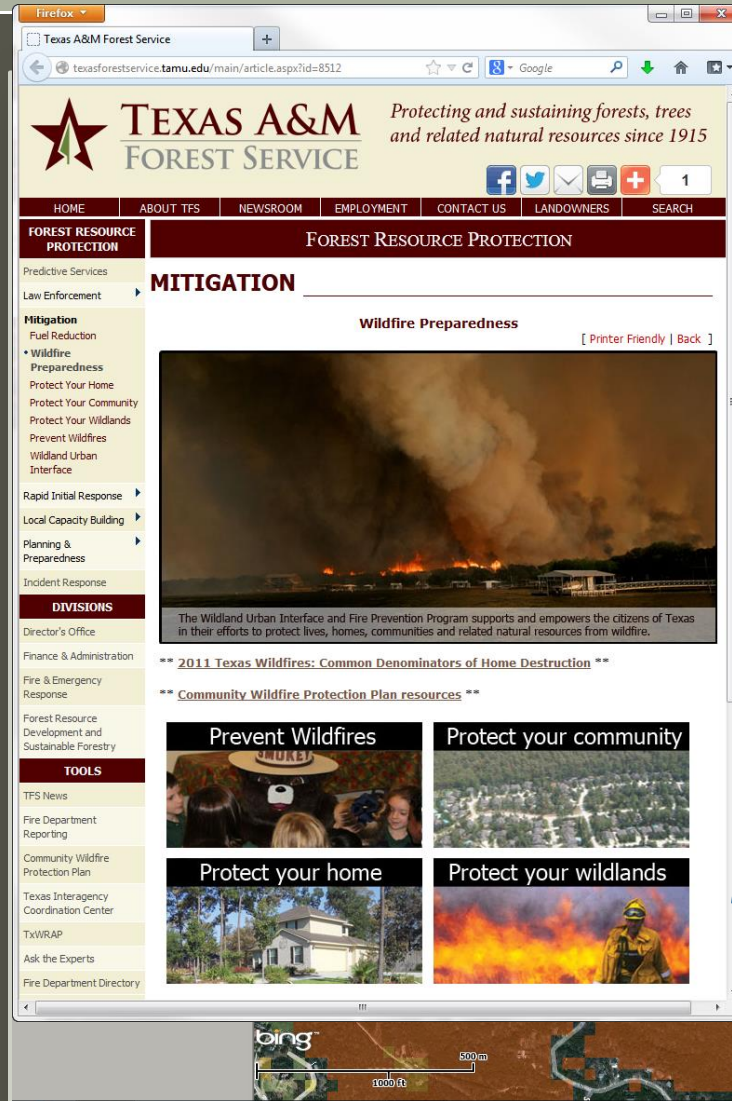 Firefox
Texas A&M Forest Service
+
texasforestservice.tamu.edu/main/article.aspx?id=8512
8
Google
TEXAS A&M
FOREST SERVICE
Protecting and sustaining forests, trees
and related natural resources since 1915
1
HOME
ABOUT TFS
NEWSROOM
EMPLOYMENT
CONTACT US
LANDOWNERS
SEARCH
FOREST RESOURCE
PROTECTION
Predictive Services
Law Enforcement
Mitigation
Fuel Reduction
• Wildfire
Preparedness
Protect Your Home
Protect Your Community
Protect Your Wildlands
Prevent Wildfires
Wildland Urban
Interface
Rapid Initial Response
Local Capacity Building
Planning &
Preparedness
Incident Response
DIVISIONS
Director's Office
Finance & Administration
Fire & Emergency
Response
Forest Resource
Development and
Sustainable Forestry
TOOLS
TFS News
Fire Department
Reporting
Community Wildfire
Protection Plan
Texas Interagency
Coordination Center
TxWRAP
Ask the Experts
Fire Department Directory
FOREST RESOURCE PROTECTION
MITIGATION
Wildfire Preparedness
[ Printer Friendly | Back ]
The Wildland Urban Interface and Fire Prevention Program supports and empowers the citizens of Texas
in their efforts to protect lives, homes, communities and related natural resources from wildfire.
** 2011 Texas Wildfires: Common Denominators of Home Destruction **
** Community Wildfire Protection Plan resources **
Prevent Wildfires
SMOKEY
Protect your community
Protect your home
Protect your wildlands
bing™
500 m
1000 ft